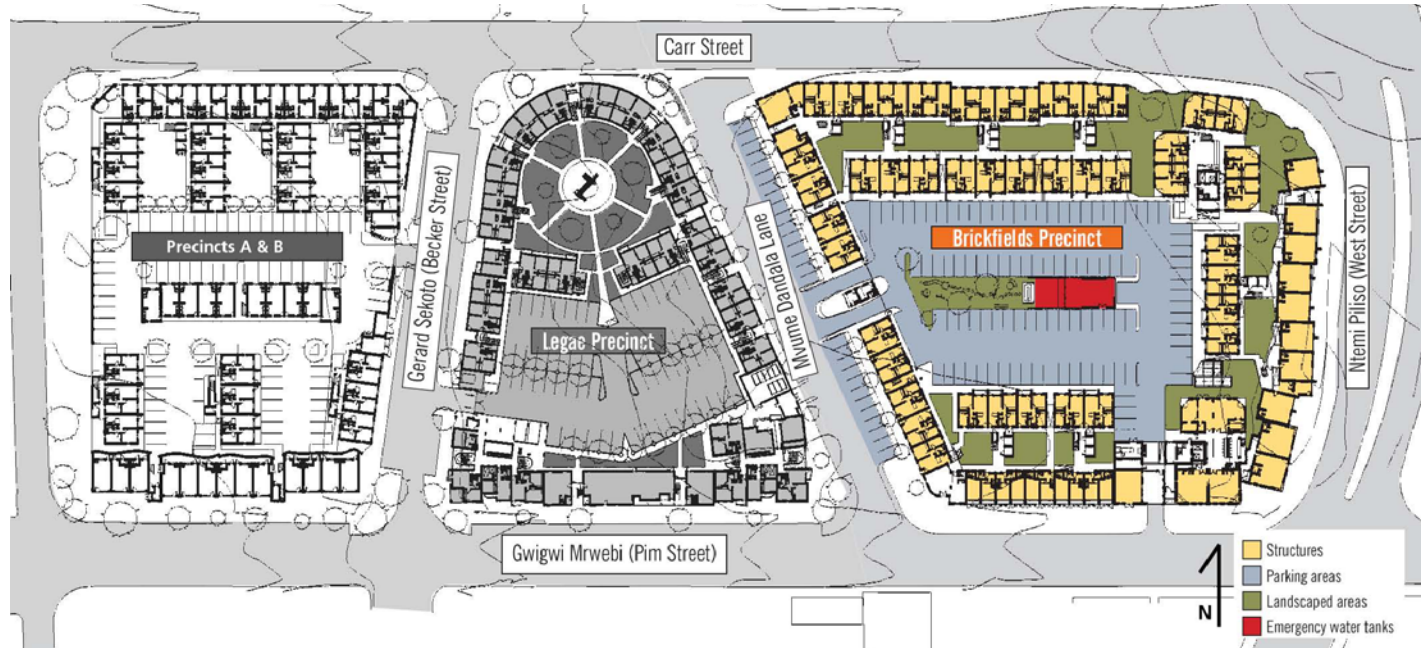 Carr Street
Precincts A & B
Gerard Sekoto (Becker Street)
Legae Precinct
Mvume Dandala Lane
Brickfields Precinct
Ntemi Piliso (West Street)
Gwigwi Mrwebi (Pim Street)
N
Structures
Parking areas
Landscaped areas
Emergency water tanks